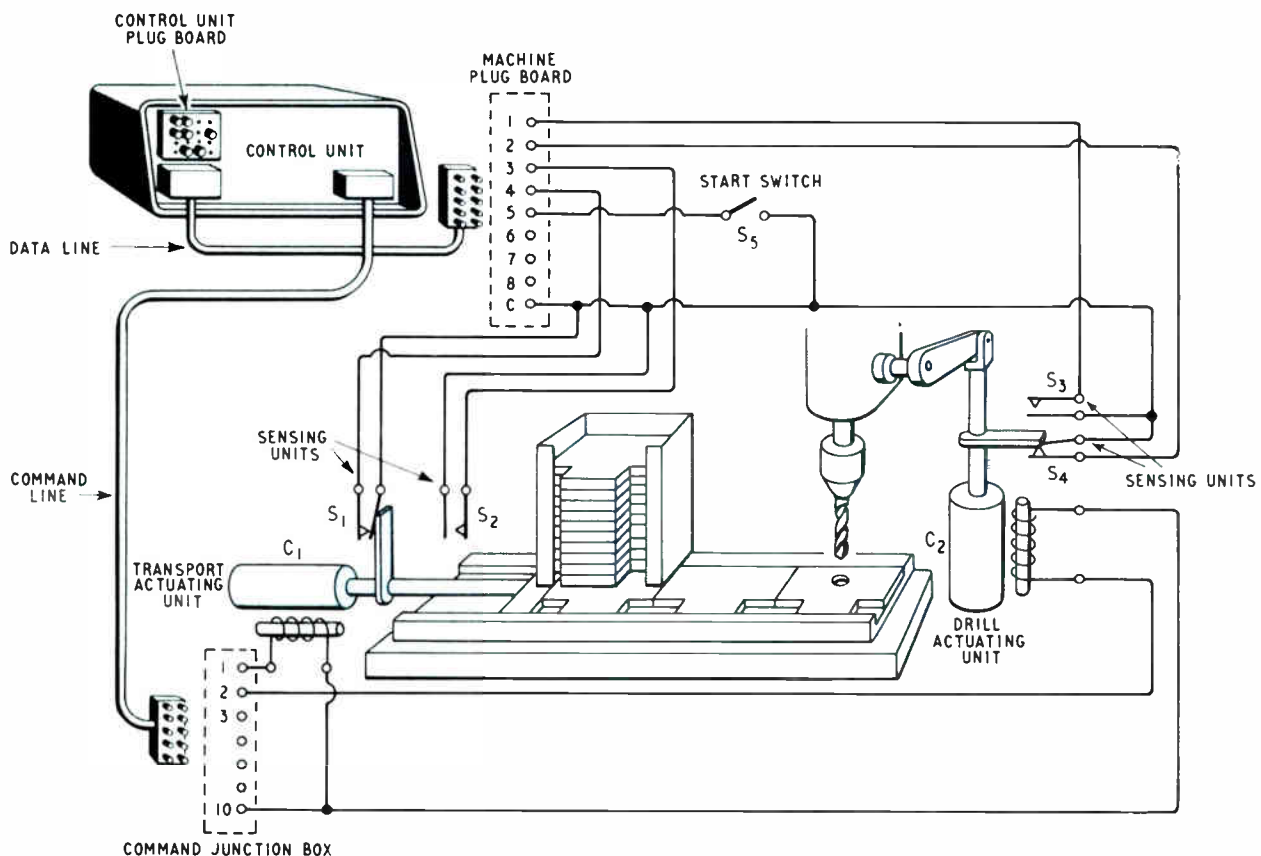 CONTROL UNIT
PLUG BOARD
MACHINE
PLUG BOARD
CONTROL UNIT
1
2
3
4
5
6
7
8
C
START SWITCH
S5
DATA LINE
S3
SENSING
UNITS
S4
SENSING UNITS
COMMAND
LINE
S1
S2
C1
TRANSPORT
ACTUATING
UNIT
C2
DRILL
ACTUATING
UNIT
1
2
3
10
COMMAND JUNCTION BOX